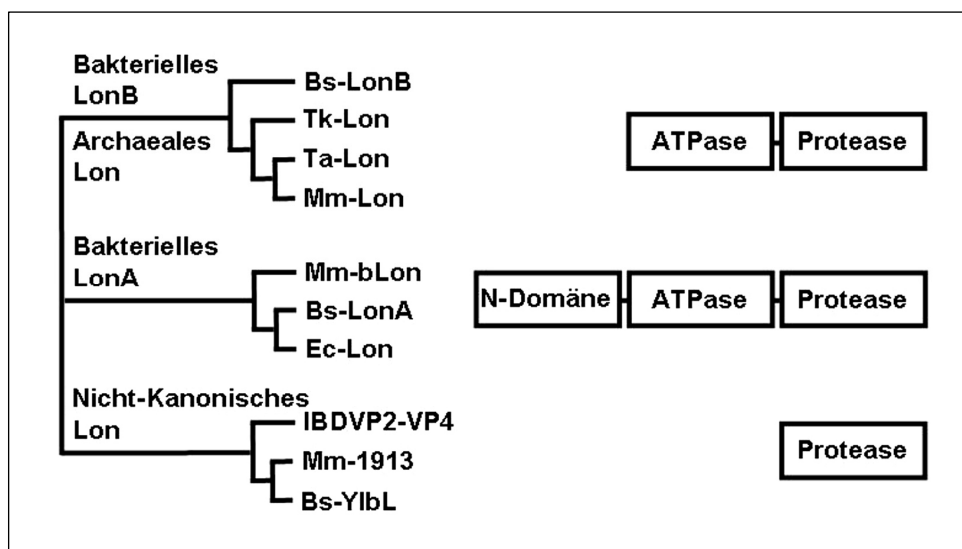 Bakterielles
LonB
Archaeales
Lon
Bs-LonB
Tk-Lon
Ta-Lon
Mm-Lon
ATPase
Protease
Bakterielles
LonA
Mm-bLon
Bs-LonA
Ec-Lon
N-Domäne
ATPase
Protease
Nicht-Kanonisches
Lon
IBDVP2-VP4
Mm-1913
Bs-YlbL
Protease